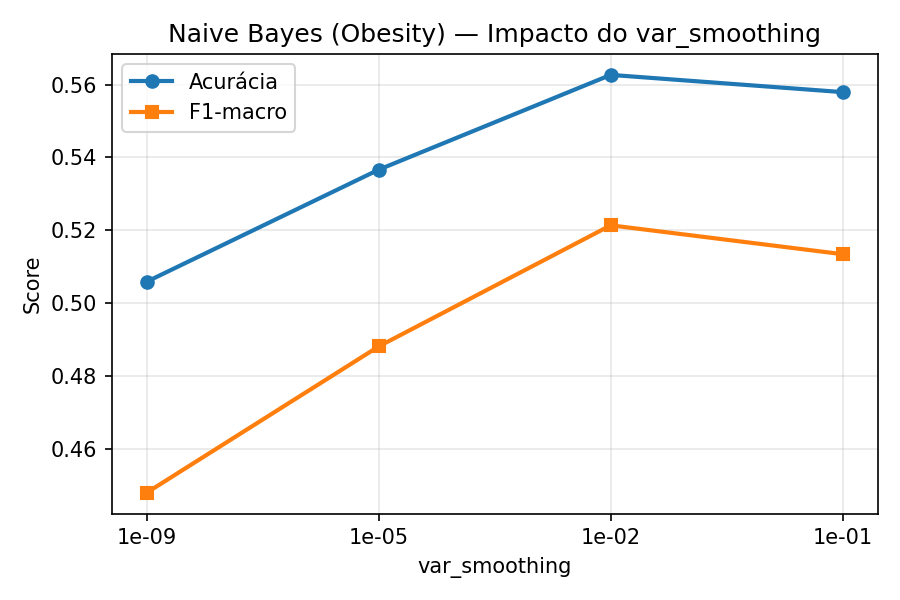 Naive Bayes (Obesity) — Impacto do var_smoothing
Acurácia
F1-macro
0.56
0.54
0.52
0.50
0.48
0.46
Score
1e-09
1e-05
1e-02
1e-01
var_smoothing